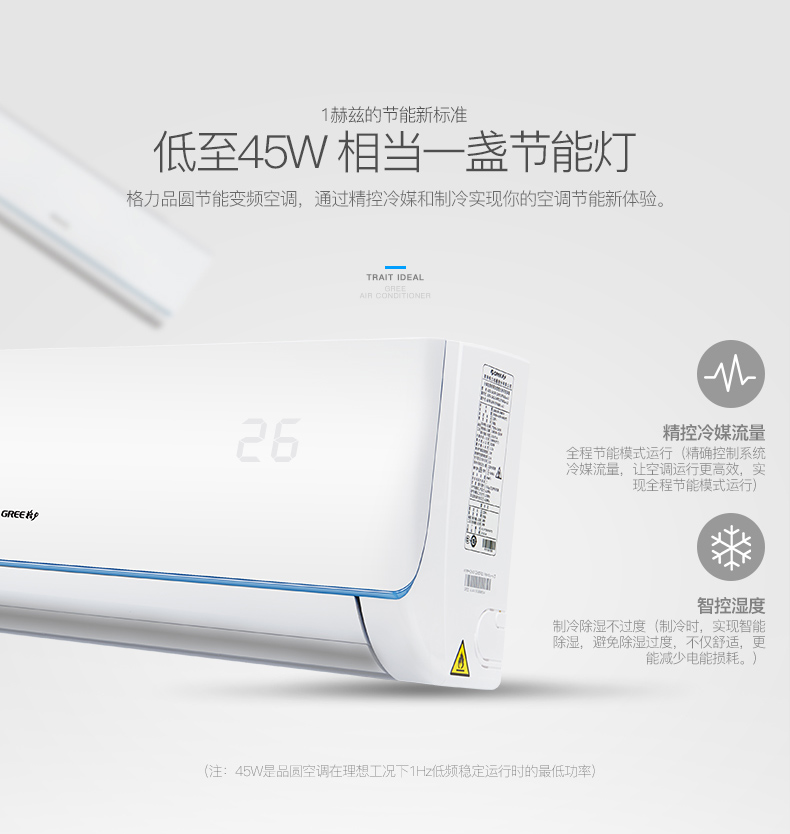 1赫兹的节能新标准
低至45W 相当一盏节能灯
格力品圆节能变频空调，通过精控冷媒和制冷实现你的空调节能新体验。
TRAIT IDEAL
GREE
AIR CONDITIONER
26
GREE格力
精控冷媒流量
全程节能模式运行（精确控制系统
冷媒流量，让空调运行更高效，实
现全程节能模式运行）
智控湿度
制冷除湿不过度（制冷时，实现智能
除湿，避免除湿过度，不仅舒适，更
能减少电能损耗。）
（注：45W是品圆空调在理想工况下1Hz低频稳定运行时的最低功率）